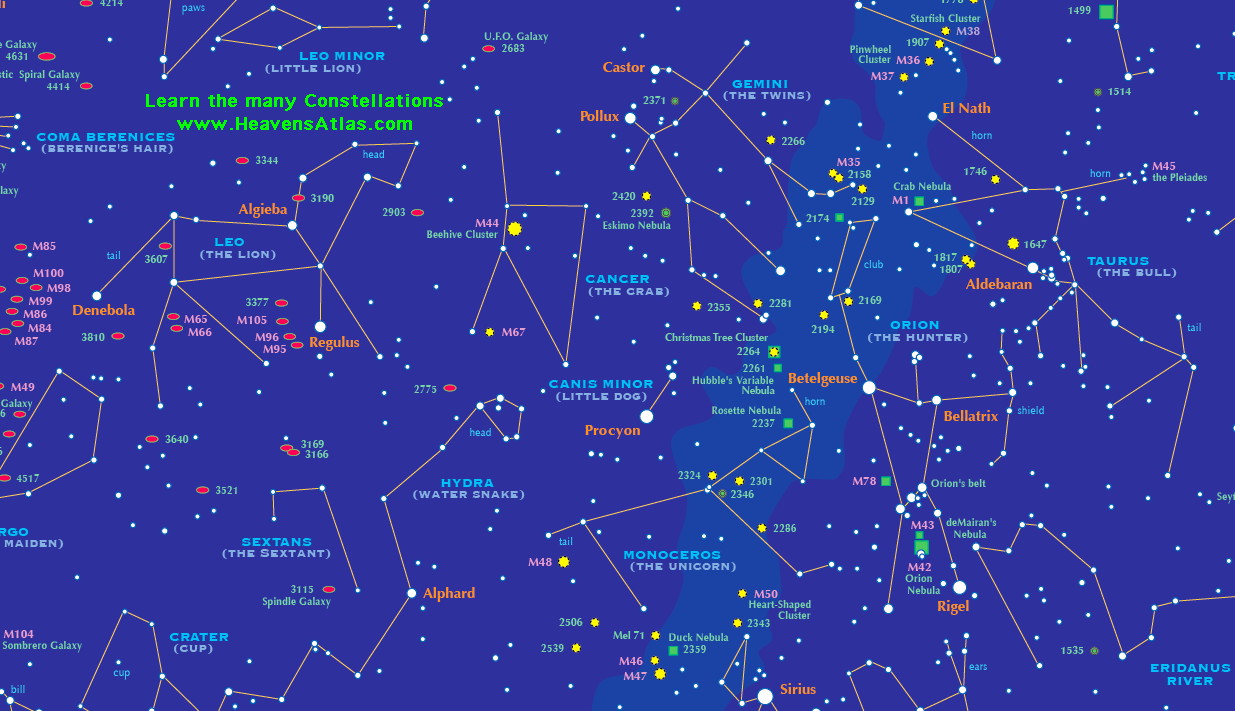 4214
paws
1778
Starfish Cluster
M38
1499
e Galaxy
4631
U.F.O. Galaxy
2683
LEO MINOR
(LITTLE LION)
1907
Pinwheel
Cluster
M36
M37
stic Spiral Galaxy
4414
Castor
GEMINI
(THE TWINS)
TR
1514
Learn the many Constellations
www.HeavensAtlas.com
2371
Pollux
El Nath
horn
COMA BERENICES
(BERENICE'S HAIR)
head
2266
3344
M35
2158
2129
1746
horn
M45
the Pleiades
laxy
3190
Algieba
2903
2420
2392
Eskimo Nebula
Crab Nebula
M1
2174
M44
Beehive Cluster
LEO
(THE LION)
M85
tail
3607
1647
club
1817
1807
TAURUS
(THE BULL)
M100
M98
M99
M86
M84
M87
Denebola
CANCER
(THE CRAB)
Aldebaran
3377
M105
M96
M95
Regulus
M65
M66
3810
2355
2281
2169
2194
M67
ORION
(THE HUNTER)
tail
Christmas Tree Cluster
2264
2261
Hubble's Variable
Nebula
Betelgeuse
M49
Galaxy
6
2775
CANIS MINOR
(LITTLE DOG)
horn
Rosette Nebula
2237
Bellatrix
shield
Procyon
head
3640
3169
3166
4517
3521
HYDRA
(WATER SNAKE)
2324
2301
2346
M78
Orion's belt
Seyf
RGO
MAIDEN)
SEXTANS
(THE SEXTANT)
2286
M43
deMairan's
Nebula
tail
M48
MONOCEROS
(THE UNICORN)
M42
Orion
Nebula
3115
Spindle Galaxy
Alphard
M50
Heart-Shaped
Cluster
Rigel
2506
2343
M104
Sombrero Galaxy
CRATER
(CUP)
Mel 71
Duck Nebula
2359
2539
M46
M47
1535
cup
ears
ERIDANUS
RIVER
bill
Sirius